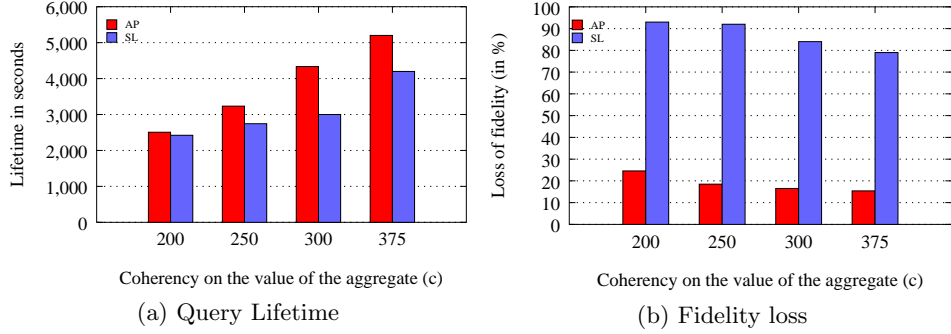 6,000
5,000
4,000
3,000
2,000
1,000
0
Lifetime in seconds
AP
SL
200 250 300 375
Coherency on the value of the aggregate (c)
(a) Query Lifetime
100
90
80
70
60
50
40
30
20
10
0
Loss of fidelity (in %)
AP
SL
200 250 300 375
Coherency on the value of the aggregate (c)
(b) Fidelity loss